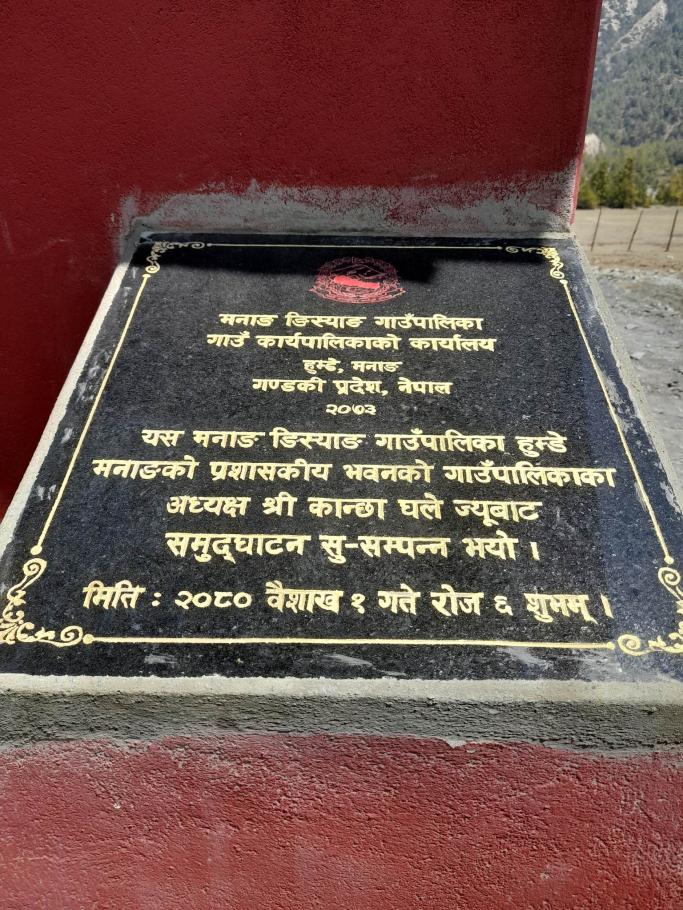 मनाङ ङिस्याङ गाउँपालिका
गाउँ कार्यपालिकाको कार्यालय
हुम्डे, मनाङ
गण्डकी प्रदेश, नेपाल
२०७३
यस मनाङ ङिस्याङ गाउँपालिका हुम्डे
मनाङको प्रशासकीय भवनको गाउँपालिकाका
अध्यक्ष श्री कान्छा घले ज्यूबाट
समुद्घाटन सु-सम्पन्न भयो ।
मिति : २०८० वैशाख १ गते रोज ६ शुभम् ।